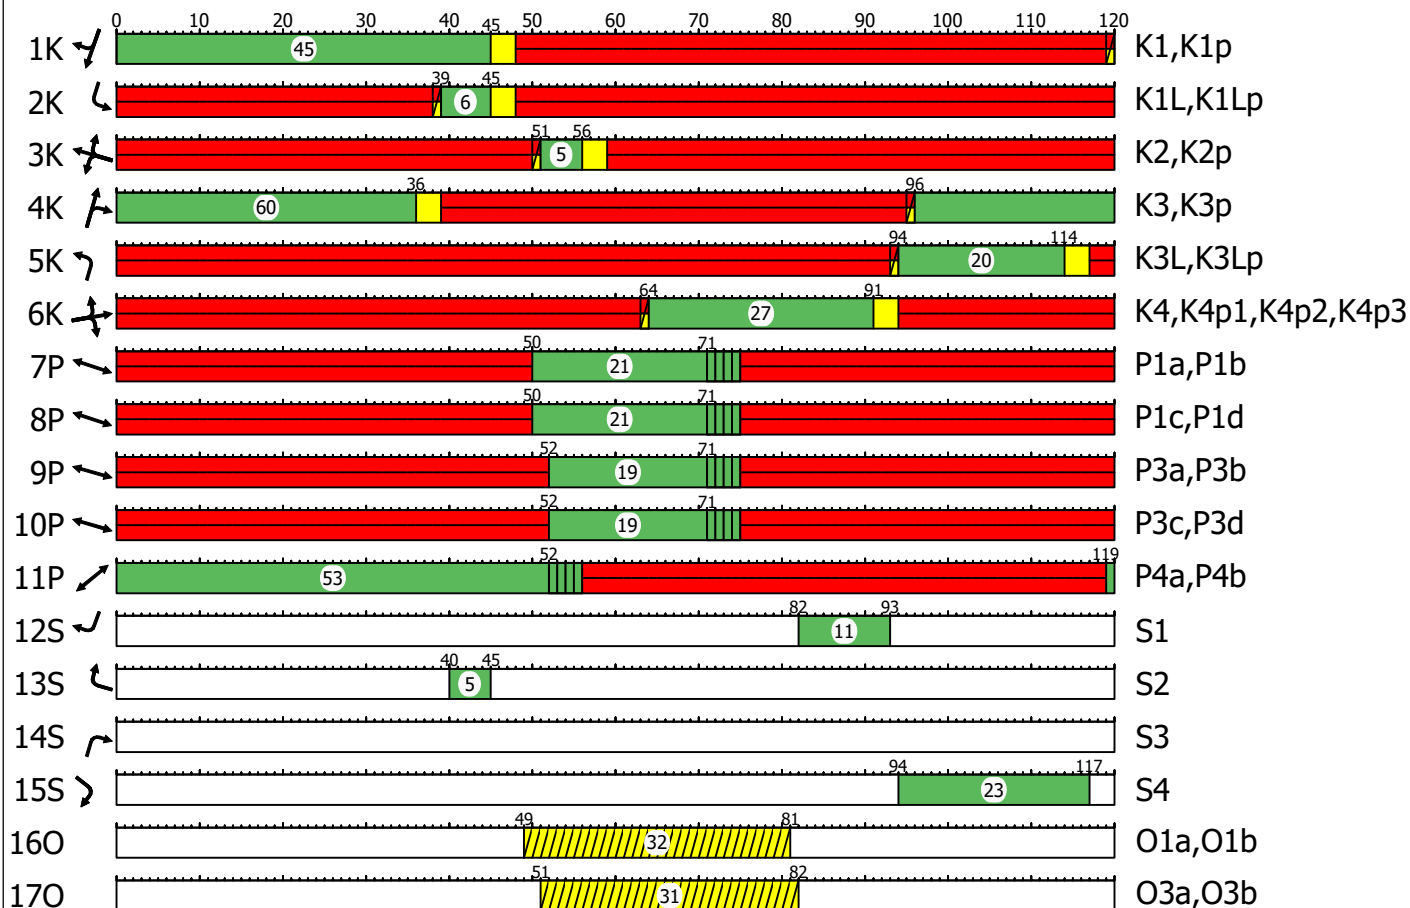 0 10 20 30 40 45 50 60 70 80 90 100 110 120
1K 45 K1,K1p
39 45
2K 6 K1L,K1Lp
51 56
3K 5 K2,K2p
36 96
4K 60 K3,K3p
94 114
5K 20 K3L,K3Lp
64 91
6K 27 K4,K4p1,K4p2,K4p3
50 71
7P 21 P1a,P1b
50 71
8P 21 P1c,P1d
52 71
9P 19 P3a,P3b
52 71
10P 19 P3c,P3d
52 119
11P 53 P4a,P4b
82 93
12S 11 S1
40 45
13S 5 S2
14S S3
94 117
15S 23 S4
49 81
16O 32 O1a,O1b
51 82
17O 31 O3a,O3b